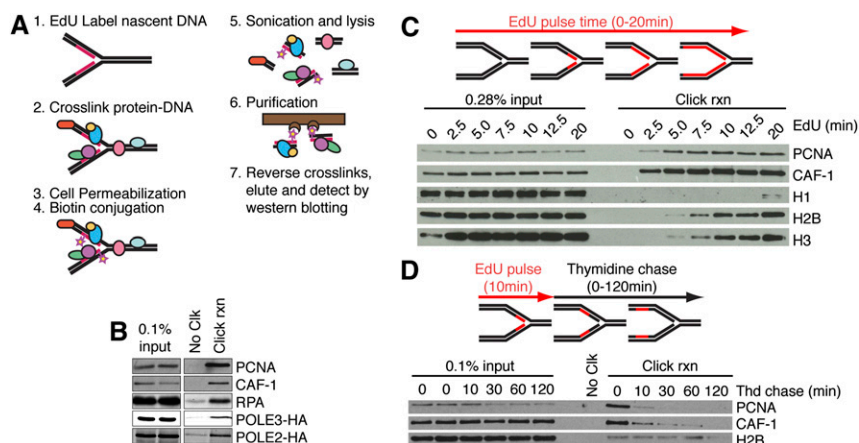 A
1. EdU Label nascent DNA
2. Crosslink protein-DNA
3. Cell Permeabilization
4. Biotin conjugation
5. Sonication and lysis
6. Purification
7. Reverse crosslinks,
elute and detect by
western blotting
B
0.1%
input
No Clk
Click rxn
PCNA
CAF-1
RPA
POLE3-HA
POLE2-HA
C
EdU pulse time (0-20min)
0.28% input
Click rxn
0 2.5 5.0 7.5 10 12.5 20 0 2.5 5.0 7.5 10 12.5 20 EdU (min)
PCNA
CAF-1
H1
H2B
H3
D
EdU pulse
(10min)
Thymidine chase
(0-120min)
0.1% input
No Clk
Click rxn
0 0 10 30 60 120 0 10 30 60 120 Thd chase (min)
PCNA
CAF-1
H2B